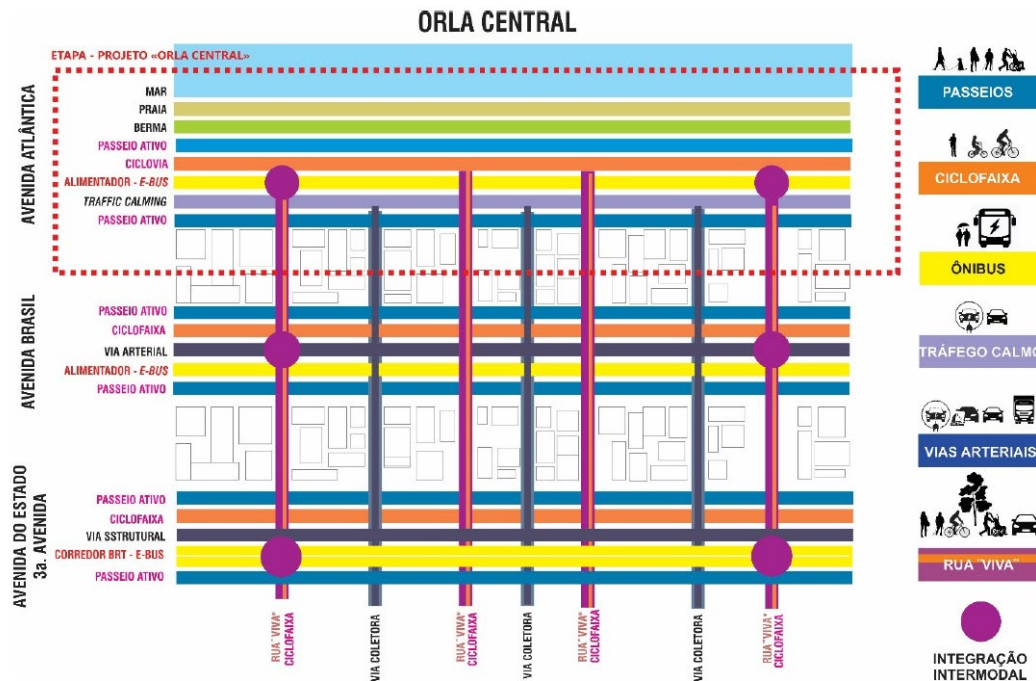 ORLA CENTRAL
ETAPA - PROJETO «ORLA CENTRAL»
AVENIDA ATLÂNTICA
MAR
PRAIA
BERMA
PASSEIO ATIVO
CICLOVIA
ALIMENTADOR - E-BUS
TRAFFIC CALMING
PASSEIO ATIVO
AVENIDA BRASIL
PASSEIO ATIVO
CICLOFAIXA
VIA ARTERIAL
ALIMENTADOR - E-BUS
PASSEIO ATIVO
AVENIDA DO ESTADO
3a. AVENIDA
PASSEIO ATIVO
CICLOFAIXA
VIA SSTRUTURAL
CORREDOR BRT - E-BUS
PASSEIO ATIVO
RUA¨VIVA"
CICLOFAIXA
VIA COLETORA
RUA¨VIVA"
CICLOFAIXA
VIA COLETORA
RUA¨VIVA"
CICLOFAIXA
VIA COLETORA
RUA¨VIVA"
CICLOFAIXA
PASSEIOS
CICLOFAIXA
ÔNIBUS
TRÁFEGO CALMO
VIAS ARTERIAIS
RUA ¨VIVA"
INTEGRAÇÃO
INTERMODAL